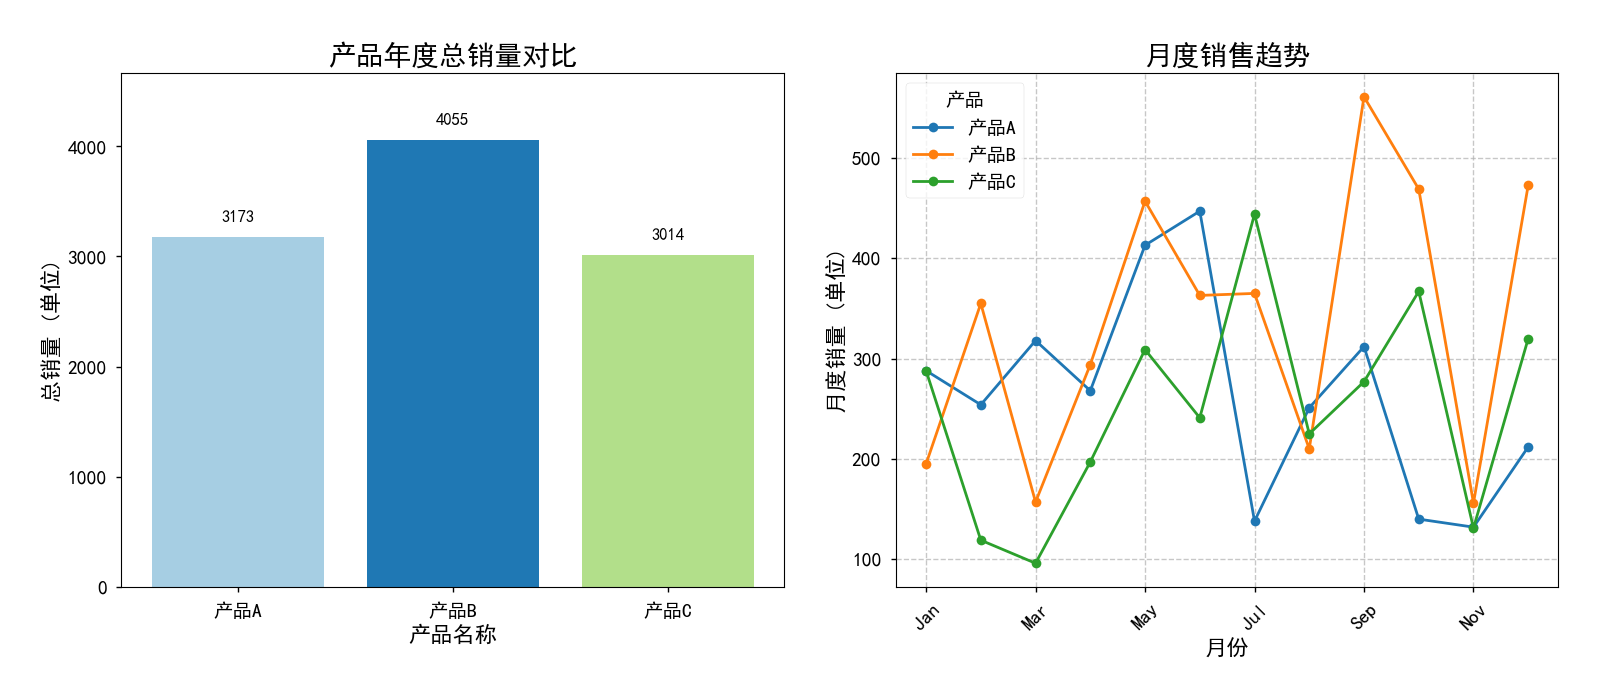 产品年度总销量对比
总销量 (单位)
4000
3000
2000
1000
0
3173
4055
3014
产品A
产品B
产品C
产品名称
月度销售趋势
月度销量 (单位)
500
400
300
200
100
产品
产品A
产品B
产品C
Jan
Mar
May
Jul
Sep
Nov
月份